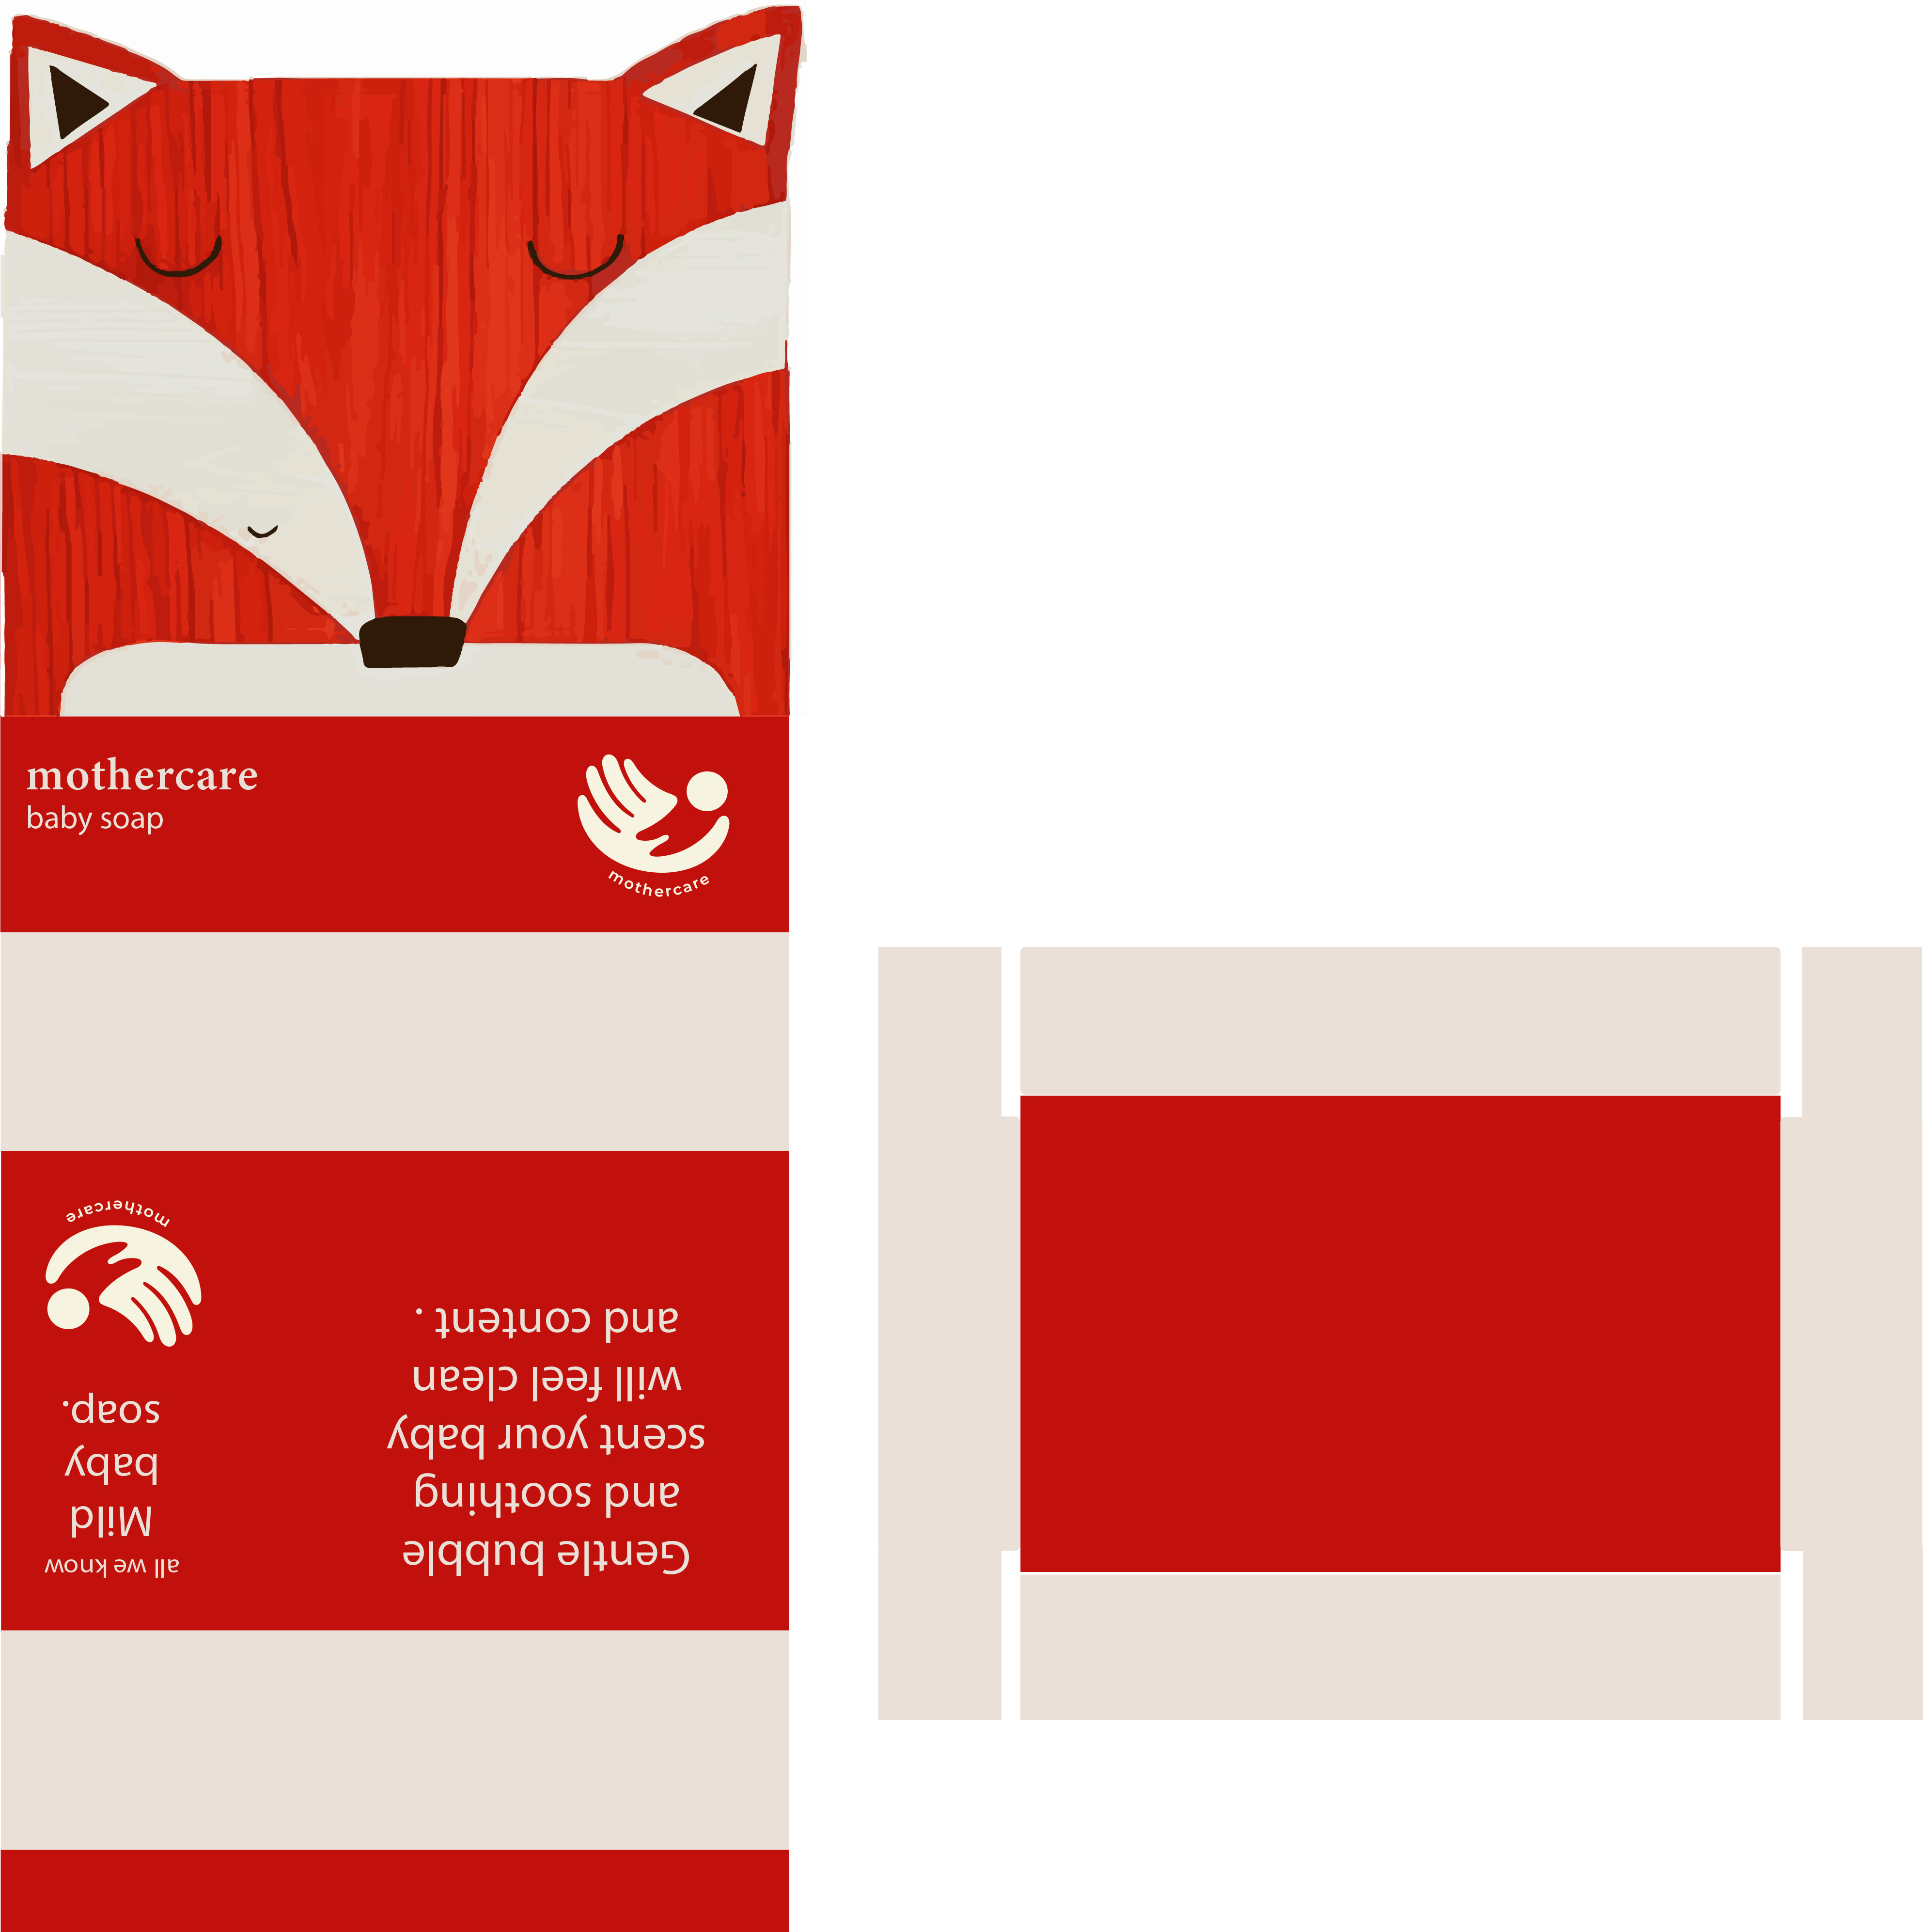 mothercare
baby soap
mothercare
mothercare
all we know
Mild
baby
soap.
Gentle bubble
and soothing
scent your baby
will feel clean
and content .